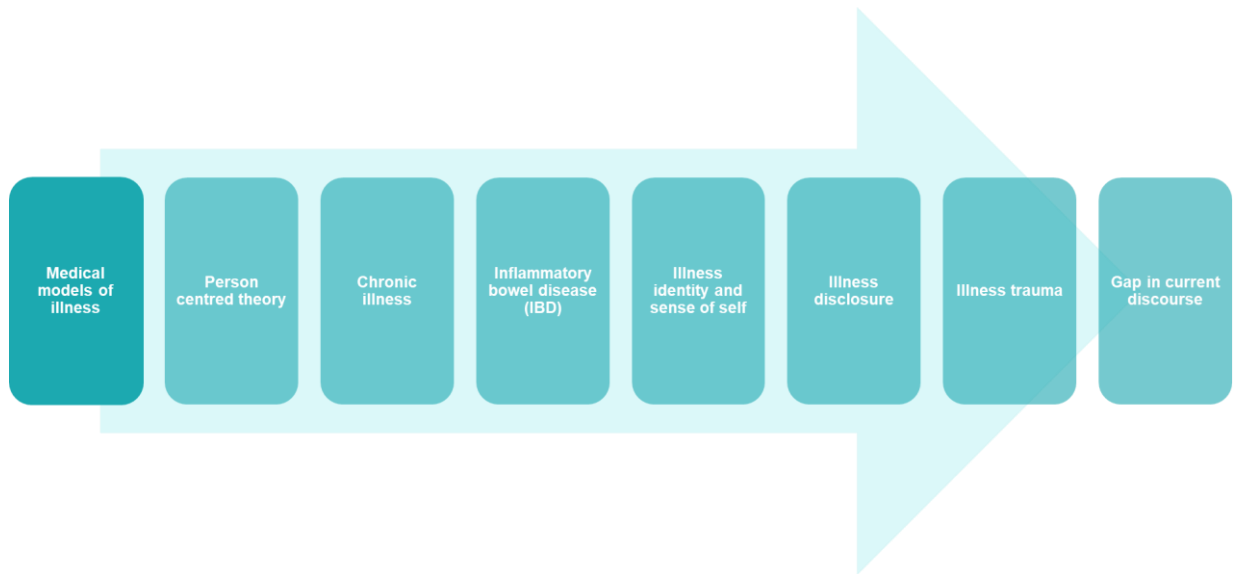 Medical
models of
illness
Person
centred theory
Chronic
illness
Inflammatory
bowel disease
(IBD)
Illness
identity and
sense of self
Illness
disclosure
Illness trauma
Gap in current
discourse